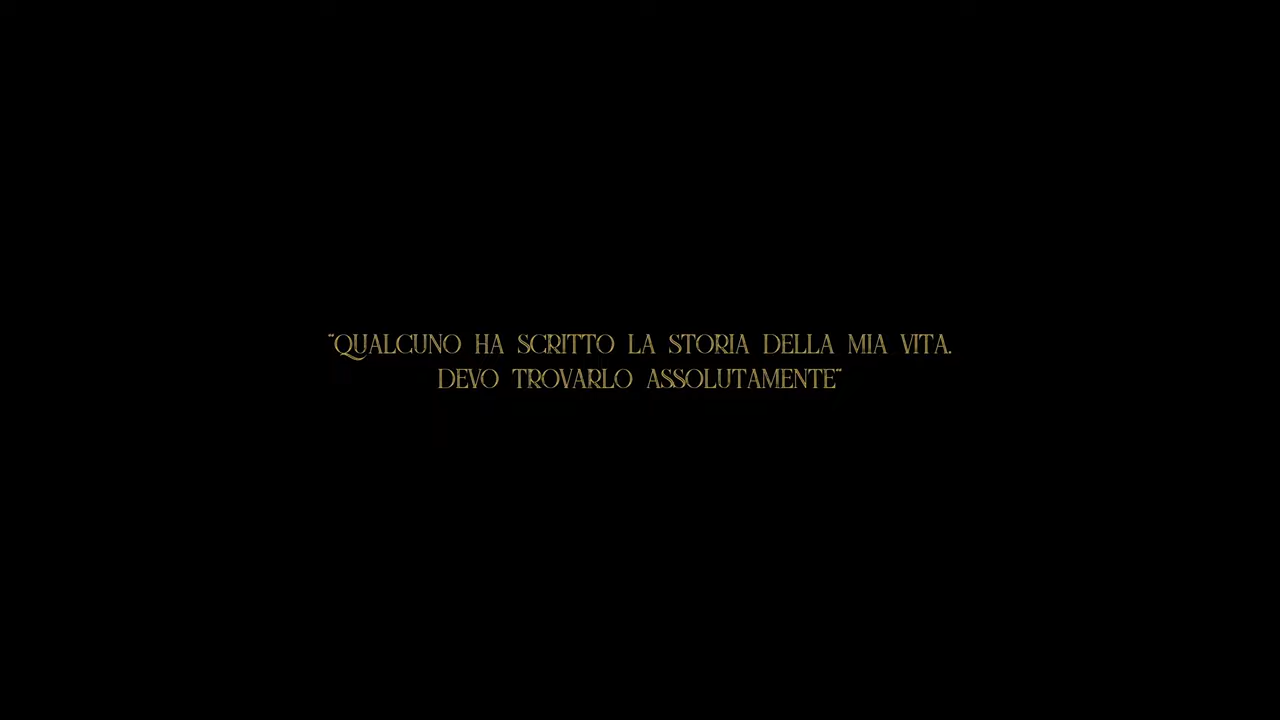 "QUALCUNO HA SCRITTO LA STORIA DELLA MIA VITA.
DEVO TROVARLO ASSOLUTAMENTE"